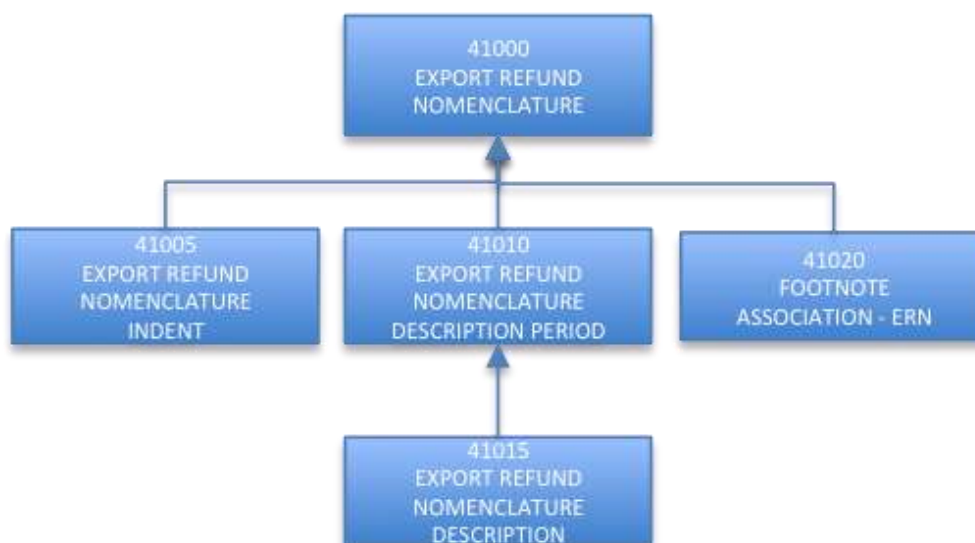 41000
EXPORT REFUND
NOMENCLATURE
41005
EXPORT REFUND
NOMENCLATURE
INDENT
41010
EXPORT REFUND
NOMENCLATURE
DESCRIPTION PERIOD
41020
FOOTNOTE
ASSOCIATION - ERN
41015
EXPORT REFUND
NOMENCLATURE
DESCRIPTION